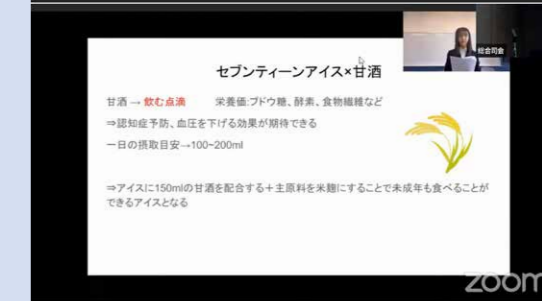 総合司会
セブンティーンアイス×甘酒
甘酒 → 飲む点滴 栄養価:ブドウ糖、酵素、食物繊維など
⇒認知症予防、血圧を下げる効果が期待できる
一日の摂取目安→100~200ml
⇒アイスに150mlの甘酒を配合する＋主原料を米麹にすることで未成年も食べることが
できるアイスとなる
zoom